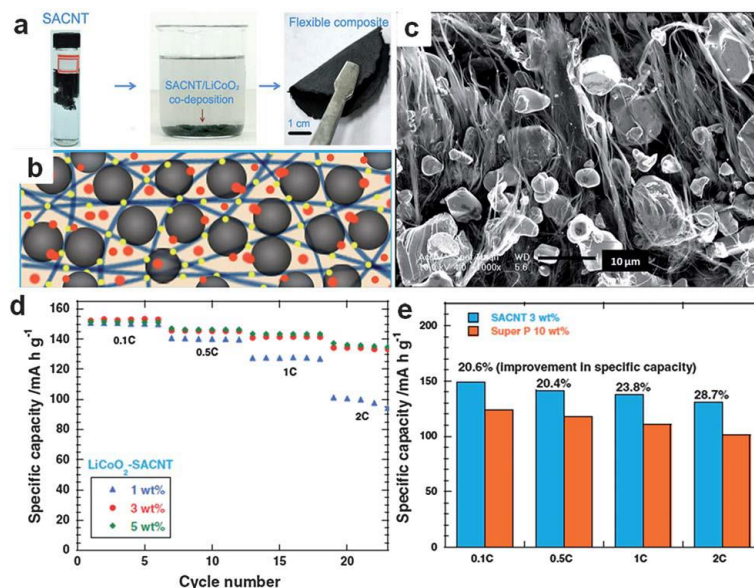 a
SACNT
SACNT/LiCoO₂
co-deposition
Flexible composite
1 cm
b
c
WD
5.6
10 µm
d
Specific capacity /mA h g⁻¹
160
140
120
100
80
60
40
20
0
0.1C
0.5C
1C
2C
LiCoO₂-SACNT
1 wt%
3 wt%
5 wt%
0
5
10
15
20
Cycle number
e
Specific capacity /mA h g⁻¹
200
150
100
50
0
SACNT 3 wt%
Super P 10 wt%
20.6% (improvement in specific capacity)
20.4%
23.8%
28.7%
0.1C
0.5C
1C
2C